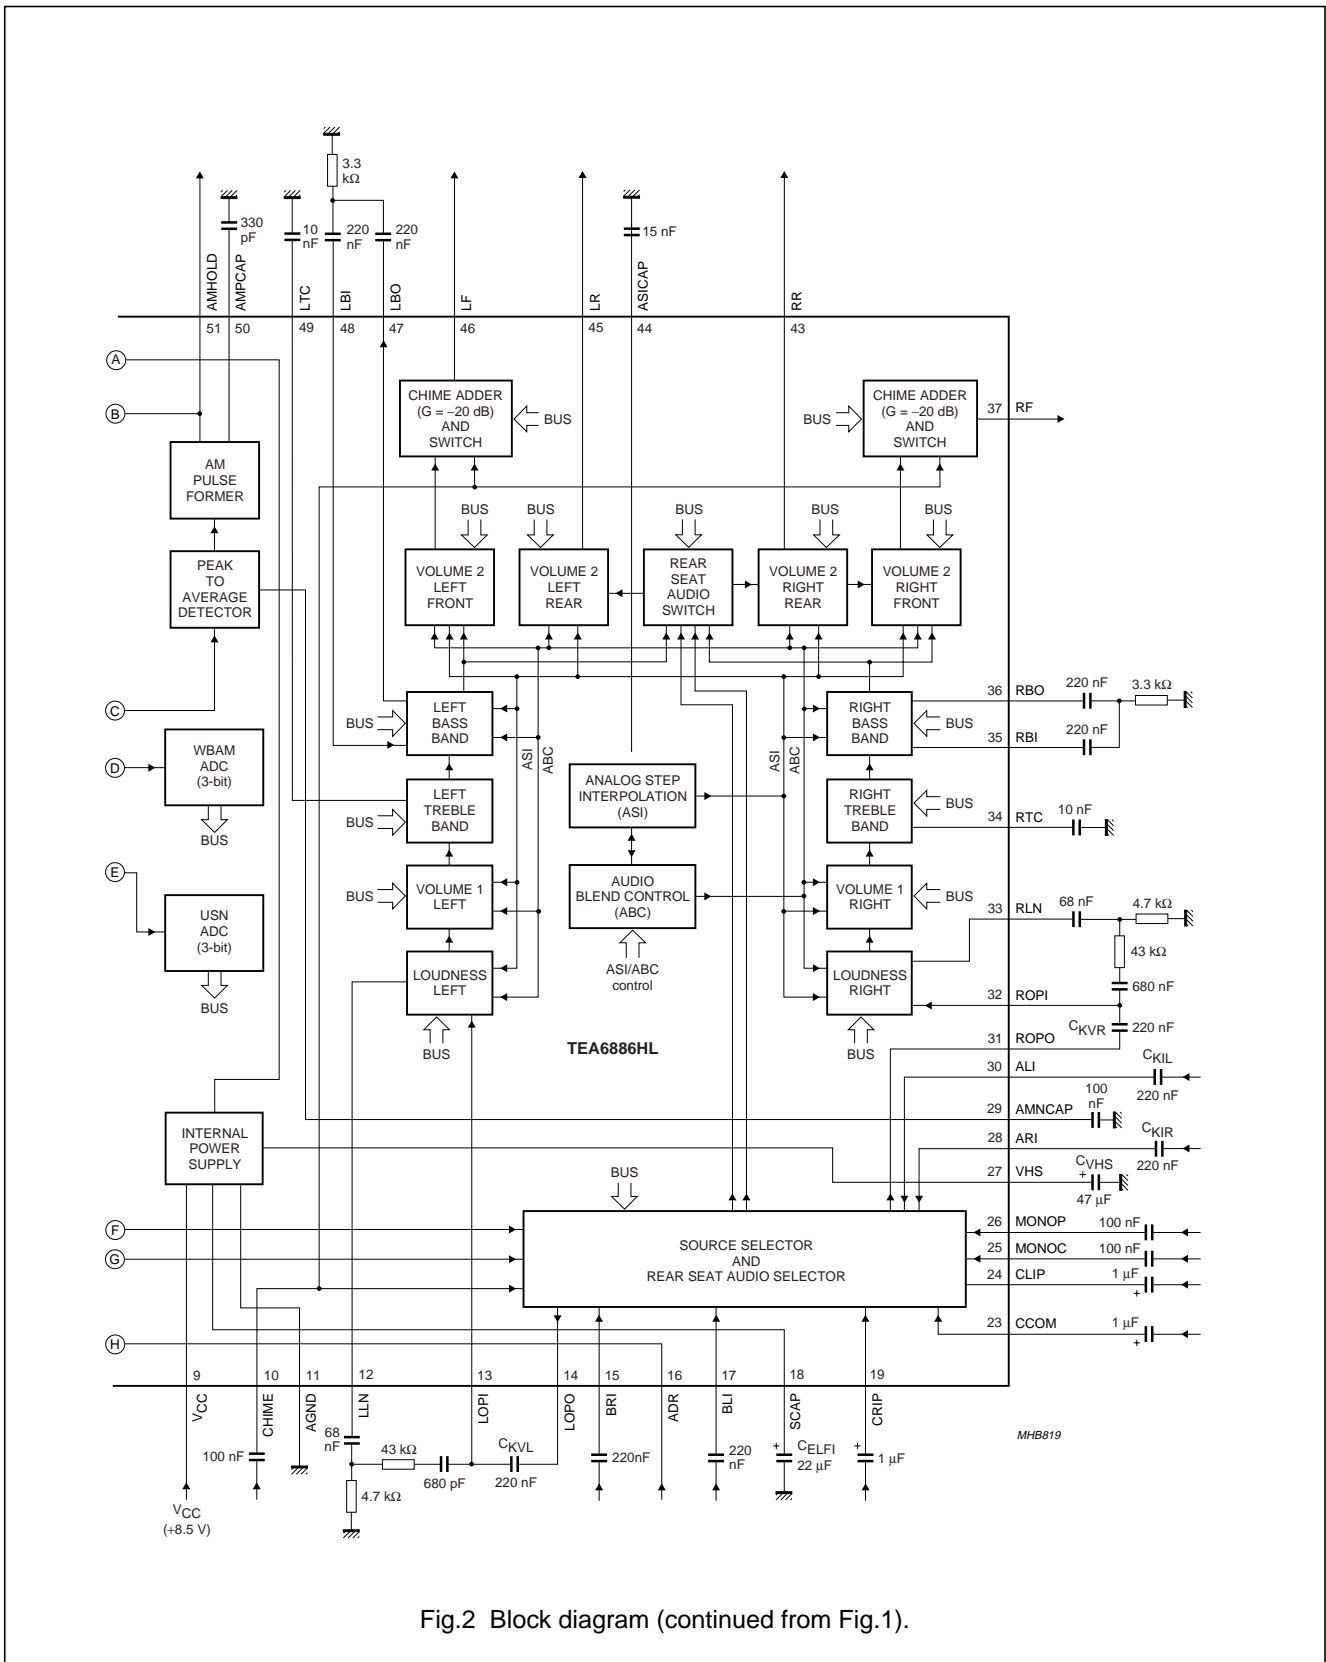 3.3
kΩ
330
pF
10
nF
220
nF
220
nF
15 nF
AMHOLD
AMPCAP
LTC
LBI
LBO
LF
LR
ASICAP
RR
51
50
49
48
47
46
45
44
43
A
B
C
D
E
F
G
H
CHIME ADDER
(G = −20 dB)
AND
SWITCH
BUS
BUS
CHIME ADDER
(G = −20 dB)
AND
SWITCH
37
RF
AM
PULSE
FORMER
PEAK
TO
AVERAGE
DETECTOR
BUS
BUS
BUS
BUS
BUS
VOLUME 2
LEFT
FRONT
VOLUME 2
LEFT
REAR
REAR
SEAT
AUDIO
SWITCH
VOLUME 2
RIGHT
REAR
VOLUME 2
RIGHT
FRONT
WBAM
ADC
(3-bit)
BUS
USN
ADC
(3-bit)
BUS
BUS
LEFT
BASS
BAND
BUS
LEFT
TREBLE
BAND
BUS
VOLUME 1
LEFT
LOUDNESS
LEFT
BUS
ASI
ABC
ANALOG STEP
INTERPOLATION
(ASI)
AUDIO
BLEND CONTROL
(ABC)
ASI/ABC
control
TEA6886HL
ASI
ABC
RIGHT
BASS
BAND
BUS
RIGHT
TREBLE
BAND
BUS
VOLUME 1
RIGHT
BUS
LOUDNESS
RIGHT
BUS
36
RBO
220 nF
3.3 kΩ
35
RBI
220 nF
34
RTC
10 nF
33
RLN
68 nF
4.7 kΩ
43 kΩ
680 nF
32
ROPI
CKVR
220 nF
31
ROPO
30
ALI
CKIL
220 nF
29
AMNCAP
100
nF
28
ARI
CKIR
220 nF
27
VHS
CVHS
+
47 μF
26
MONOP
100 nF
25
MONOC
100 nF
24
CLIP
1 μF
+
23
CCOM
1 μF
+
INTERNAL
POWER
SUPPLY
BUS
SOURCE SELECTOR
AND
REAR SEAT AUDIO SELECTOR
9
10
11
12
13
14
15
16
17
18
19
VCC
CHIME
AGND
LLN
LOPI
LOPO
BRI
ADR
BLI
SCAP
CRIP
100 nF
68
nF
43 kΩ
680 pF
CKVL
220 nF
4.7 kΩ
220nF
220
nF
+
CELFI
22 μF
+
1 μF
VCC
(+8.5 V)
MHB819
Fig.2 Block diagram (continued from Fig.1).